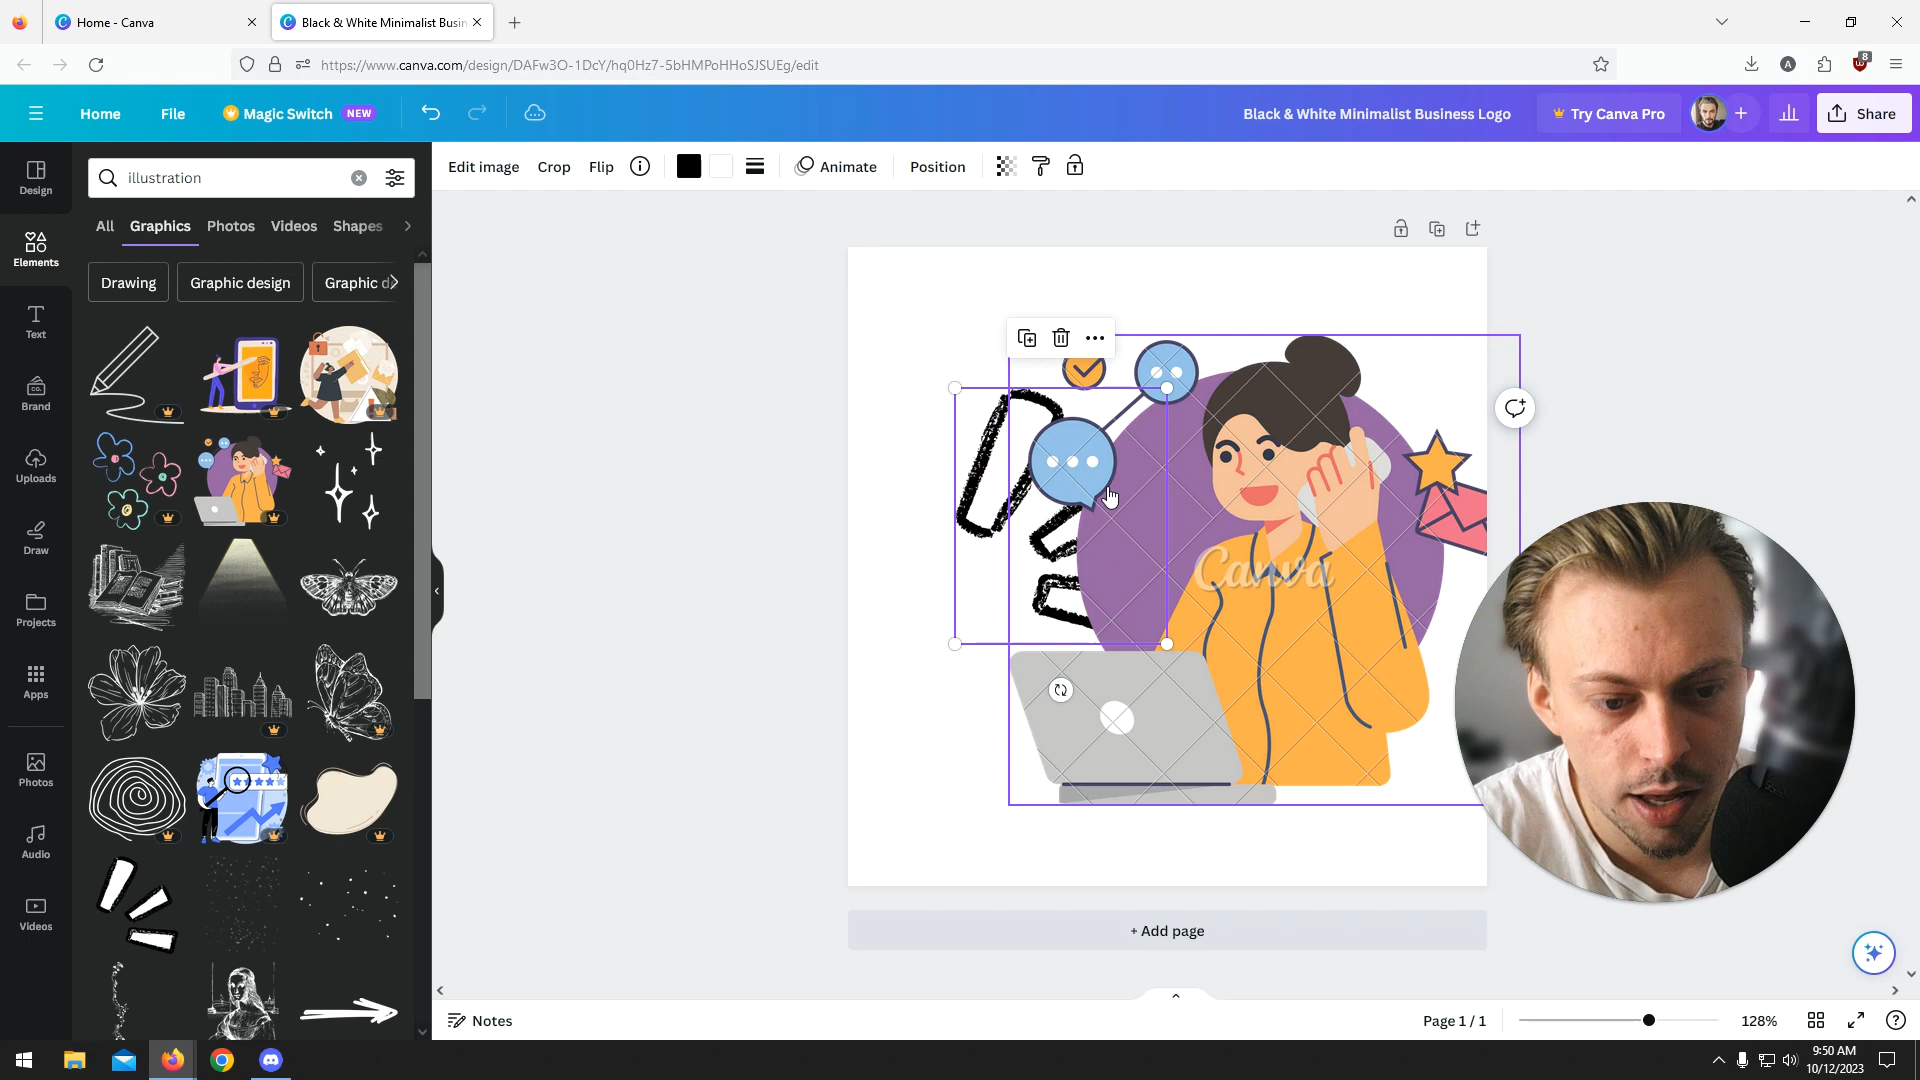 Home - Canva
Black & White Minimalist Busin
https://www.canva.com/design/DAFw3O-1DcY/hq0Hz7-5bHMPoHHoSJSUEg/edit
A
8
Home
File
Magic Switch
NEW
Black & White Minimalist Business Logo
Try Canva Pro
Share
illustration
Edit image
Crop
Flip
Animate
Position
Design
All
Graphics
Photos
Videos
Shapes
Elements
Drawing
Graphic design
Graphic d
Text
Brand
Uploads
Draw
Canva
Projects
Apps
Photos
Audio
Videos
+ Add page
Notes
Page 1 / 1
128%
9:50 AM
10/12/2023